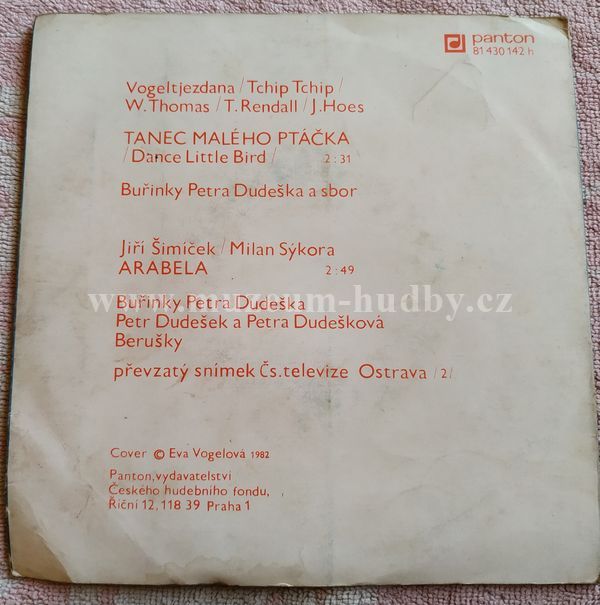 panton
81 430 142 h
Vogeltjezdana / Tchip Tchip /
W. Thomas / T. Rendall / J. Hoes
TANEC MALÉHO PTÁČKA
/ Dance Little Bird / 2:31
Buřinky Petra Dudeška a sbor
Jiří Šimíček / Milan Sýkora
ARABELA 2:49
www.muzeum-hudby.cz
Buřinky Petra Dudeška
Petr Dudešek a Petra Dudešková
Berušky
převzatý snímek Čs. televize Ostrava /2/
Cover © Eva Vogelová 1982
Panton, vydavatelství
Českého hudebního fondu,
Říční 12, 118 39 Praha 1